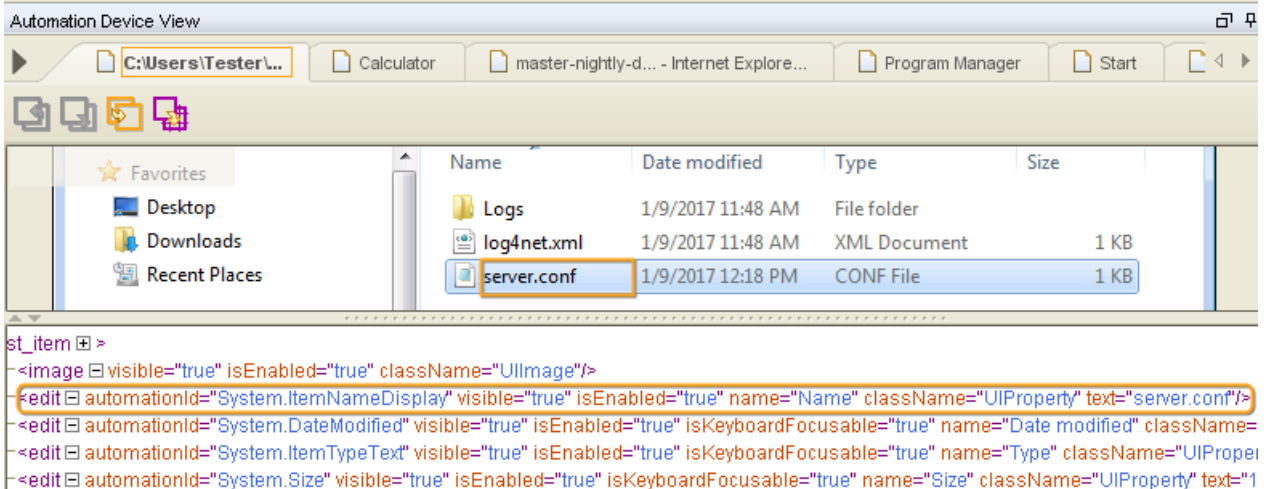 Automation Device View
C:\Users\Tester\... Calculator master-nightly-d... - Internet Explore... Program Manager Start
Favorites Name Date modified Type Size
Desktop Logs 1/9/2017 11:48 AM File folder
Downloads log4net.xml 1/9/2017 11:48 AM XML Document 1 KB
Recent Places server.conf 1/9/2017 12:18 PM CONF File 1 KB
st_item >
<image visible="true" isEnabled="true" className="UIImage"/>
<edit automationId="System.ItemNameDisplay" visible="true" isEnabled="true" name="Name" className="UIProperty" text="server.conf"/>
<edit automationId="System.DateModified" visible="true" isEnabled="true" isKeyboardFocusable="true" name="Date modified" className=
<edit automationId="System.ItemTypeText" visible="true" isEnabled="true" isKeyboardFocusable="true" name="Type" className="UIProper
<edit automationId="System.Size" visible="true" isEnabled="true" isKeyboardFocusable="true" name="Size" className="UIProperty" text="1